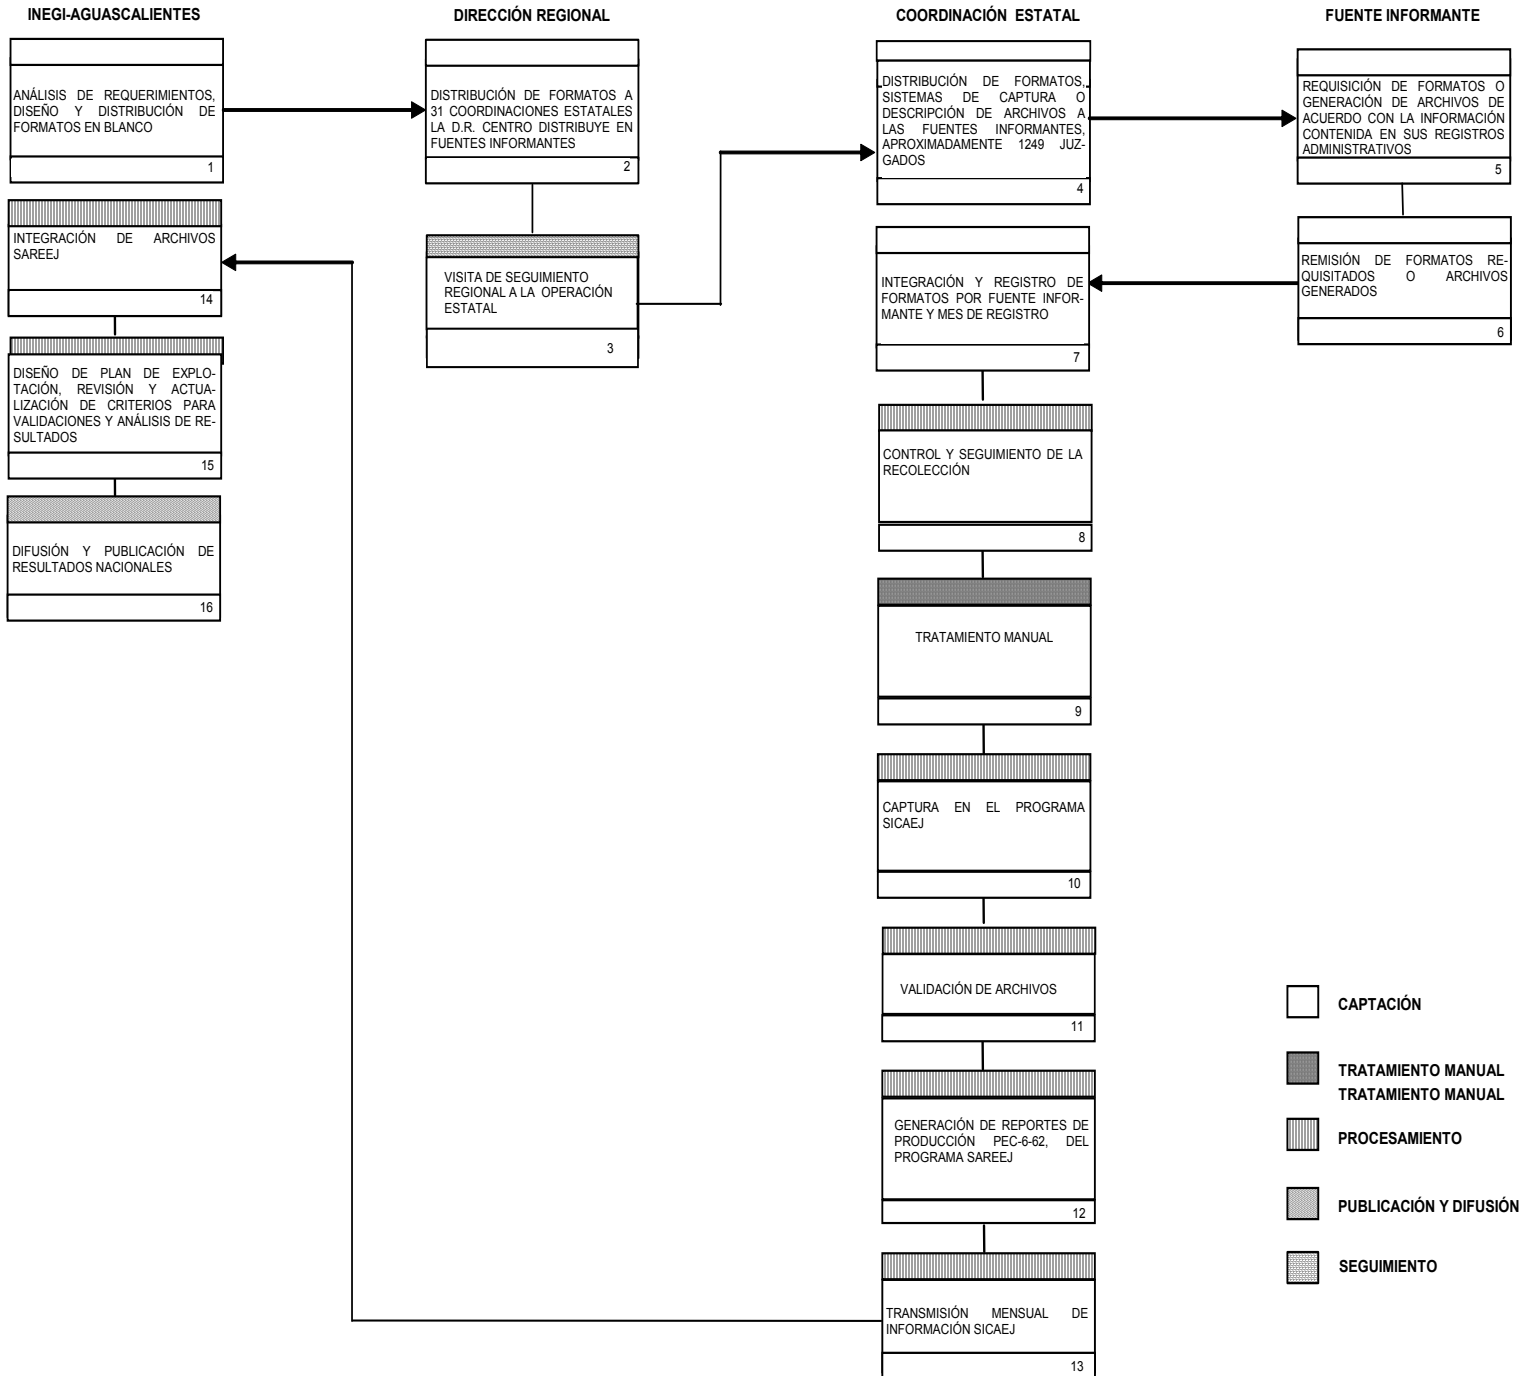 INEGI-AGUASCALIENTES
DIRECCIÓN REGIONAL
COORDINACIÓN ESTATAL
FUENTE INFORMANTE
ANÁLISIS DE REQUERIMIENTOS,
DISEÑO Y DISTRIBUCIÓN DE
FORMATOS EN BLANCO
1
DISTRIBUCIÓN DE FORMATOS A
31 COORDINACIONES ESTATALES
LA D.R. CENTRO DISTRIBUYE EN
FUENTES INFORMANTES
2
VISITA DE SEGUIMIENTO
REGIONAL A LA OPERACIÓN
ESTATAL
3
DISTRIBUCIÓN DE FORMATOS,
SISTEMAS DE CAPTURA O
DESCRIPCIÓN DE ARCHIVOS A
LAS FUENTES INFORMANTES,
APROXIMADAMENTE 1249 JUZ-
GADOS
4
REQUISICIÓN DE FORMATOS O
GENERACIÓN DE ARCHIVOS DE
ACUERDO CON LA INFORMACIÓN
CONTENIDA EN SUS REGISTROS
ADMINISTRATIVOS
5
REMISIÓN DE FORMATOS RE-
QUISITADOS O ARCHIVOS
GENERADOS
6
INTEGRACIÓN Y REGISTRO DE
FORMATOS POR FUENTE INFOR-
MANTE Y MES DE REGISTRO
7
CONTROL Y SEGUIMIENTO DE LA
RECOLECCIÓN
8
TRATAMIENTO MANUAL
9
CAPTURA EN EL PROGRAMA
SICAEJ
10
VALIDACIÓN DE ARCHIVOS
11
GENERACIÓN DE REPORTES DE
PRODUCCIÓN PEC-6-62, DEL
PROGRAMA SAREEJ
12
TRANSMISIÓN MENSUAL DE
INFORMACIÓN SICAEJ
13
INTEGRACIÓN DE ARCHIVOS
SAREEJ
14
DISEÑO DE PLAN DE EXPLO-
TACIÓN, REVISIÓN Y ACTUA-
LIZACIÓN DE CRITERIOS PARA
VALIDACIONES Y ANÁLISIS DE RE-
SULTADOS
15
DIFUSIÓN Y PUBLICACIÓN DE
RESULTADOS NACIONALES
16
CAPTACIÓN
TRATAMIENTO MANUAL
TRATAMIENTO MANUAL
PROCESAMIENTO
PUBLICACIÓN Y DIFUSIÓN
SEGUIMIENTO